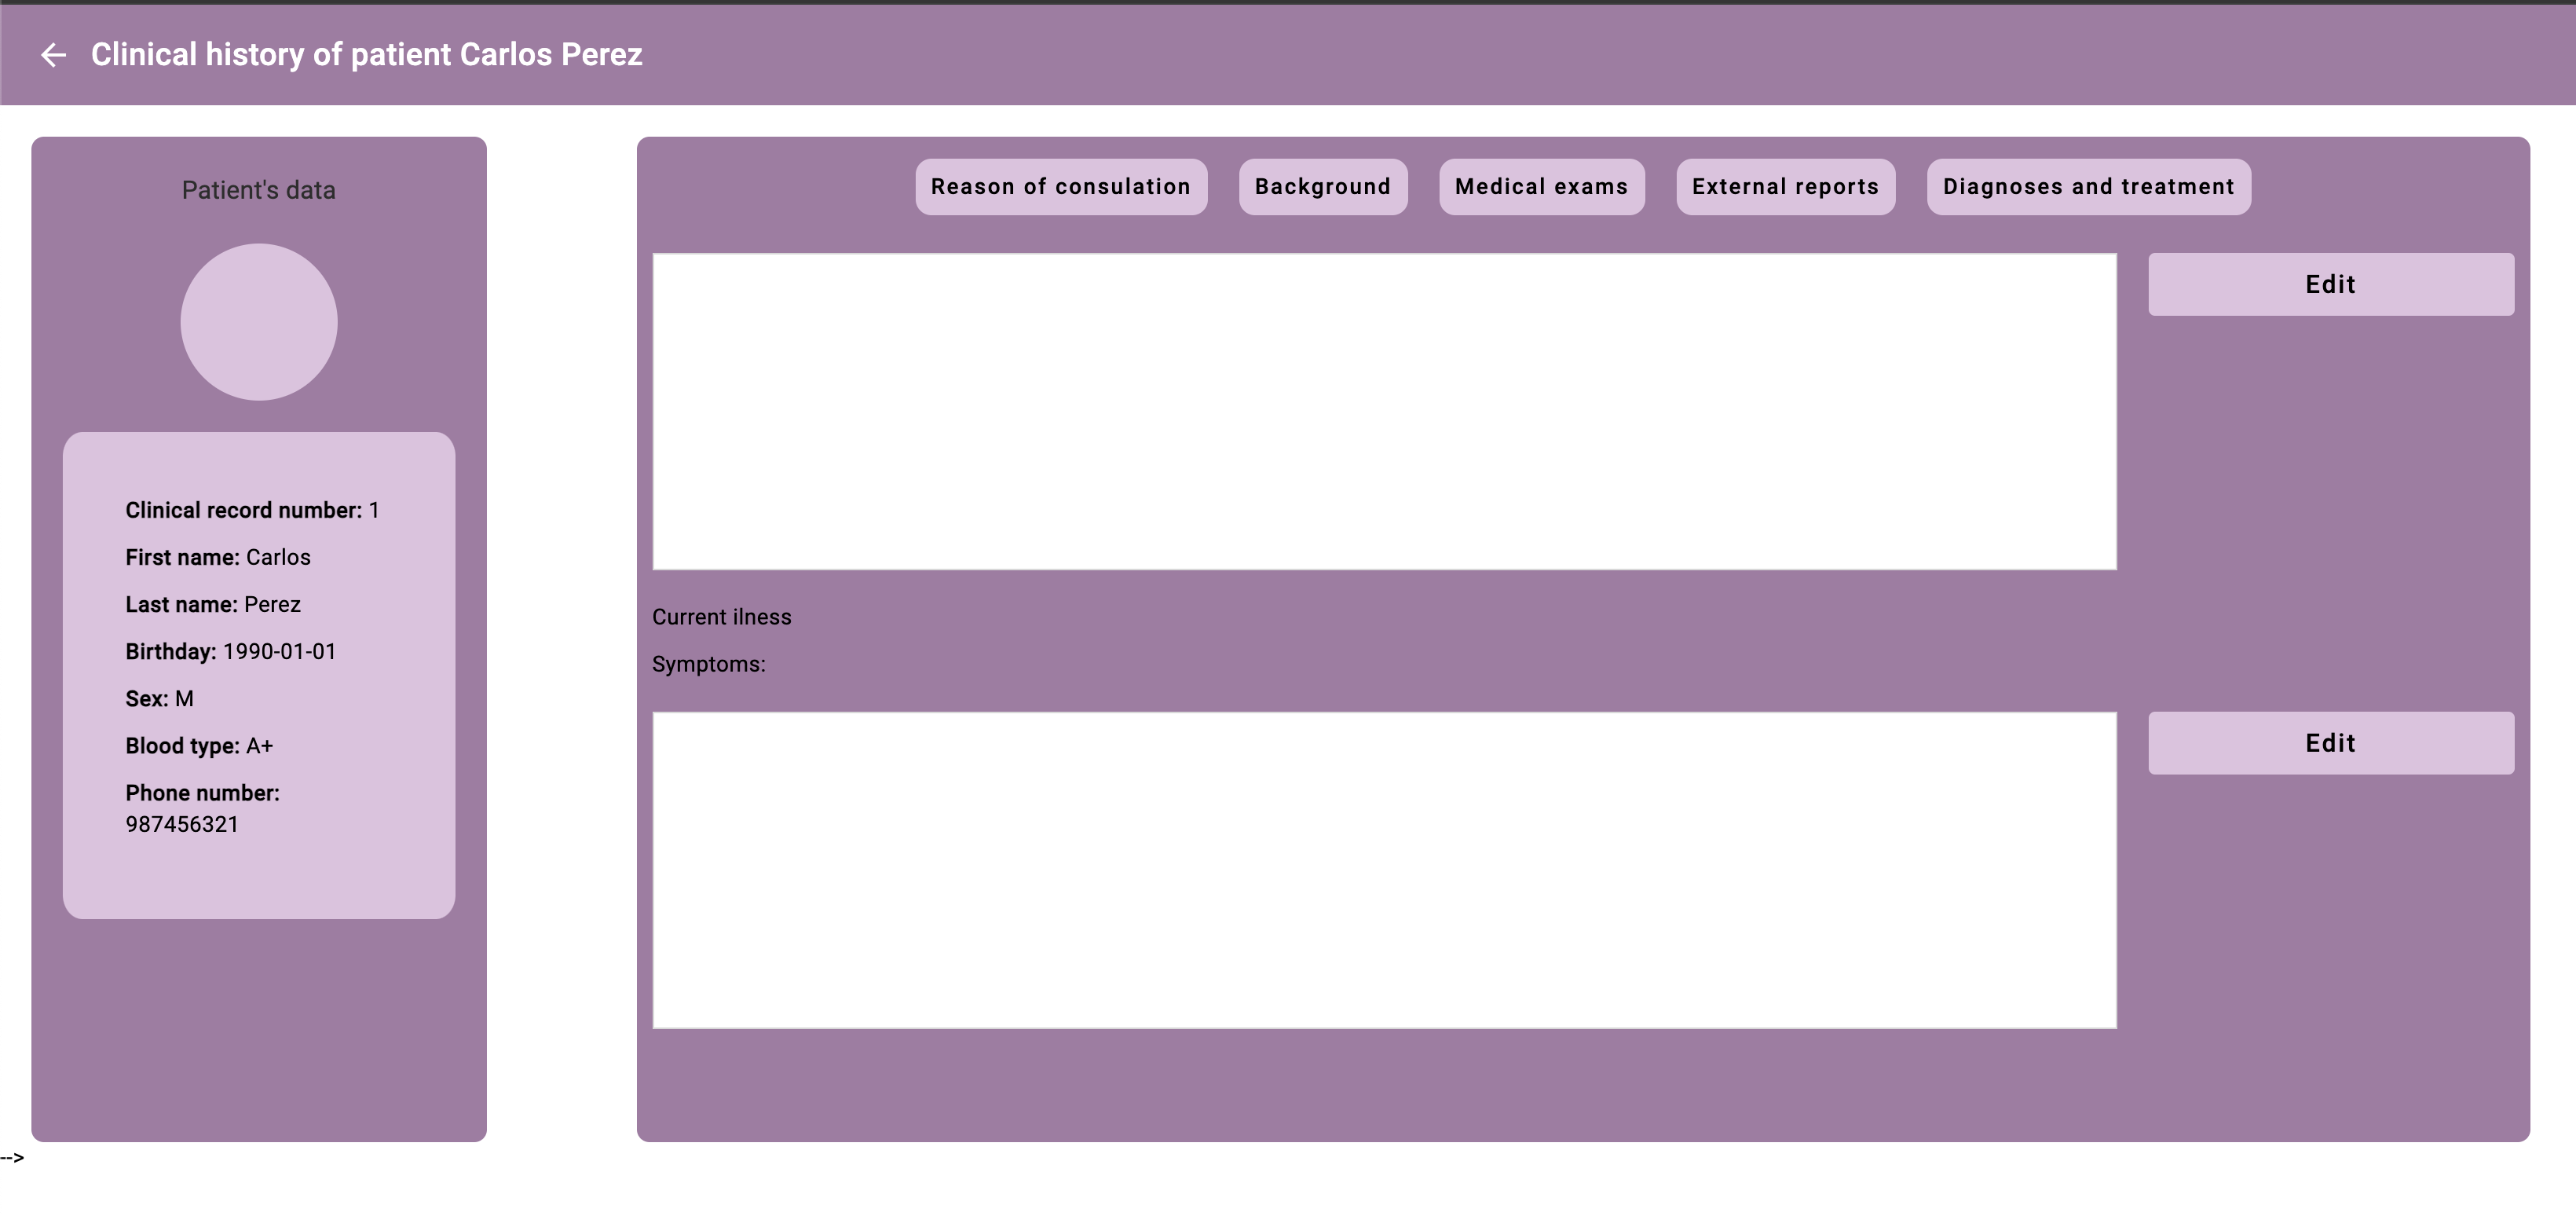 Clinical history of patient Carlos Perez
Patient's data
Clinical record number: 1
First name: Carlos
Last name: Perez
Birthday: 1990-01-01
Sex: M
Blood type: A+
Phone number:
987456321
Reason of consulation
Background
Medical exams
External reports
Diagnoses and treatment
Edit
Current ilness
Symptoms:
Edit
-->